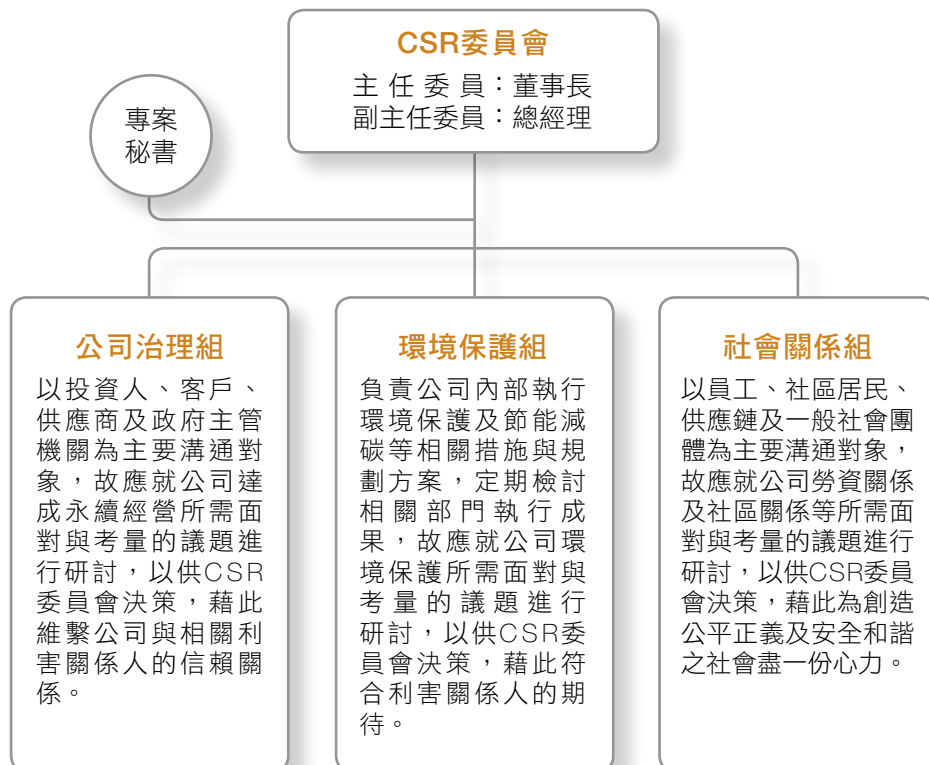 CSR委員會
主任委員：董事長
副主任委員：總經理
專案
秘書
公司治理組
以投資人、客戶、
供應商及政府主管
機關為主要溝通對
象，故應就公司達
成永續經營所需面
對與考量的議題進
行研討，以供CSR
委員會決策，藉此
維繫公司與相關利
害關係人的信賴關
係。
環境保護組
負責公司內部執行
環境保護及節能減
碳等相關措施與規
劃方案，定期檢討
相關部門執行成
果，故應就公司環
境保護所需面對與
考量的議題進行
研討，以供CSR委
員會決策，藉此符
合利害關係人的期
待。
社會關係組
以員工、社區居民、
供應鏈及一般社會團
體為主要溝通對象，
故應就公司勞資關係
及社區關係等所需面
對與考量的議題進行
研討，以供CSR委員
會決策，藉此為創造
公平正義及安全和諧
之社會盡一份心力。